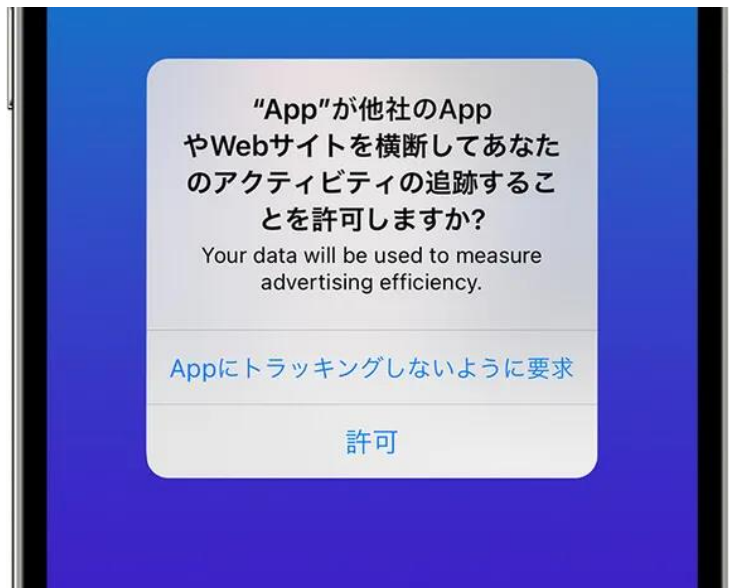 “App”が他社のApp
やWebサイトを横断してあなた
のアクティビティの追跡するこ
とを許可しますか?
Your data will be used to measure
advertising efficiency.
Appにトラッキングしないように要求
許可